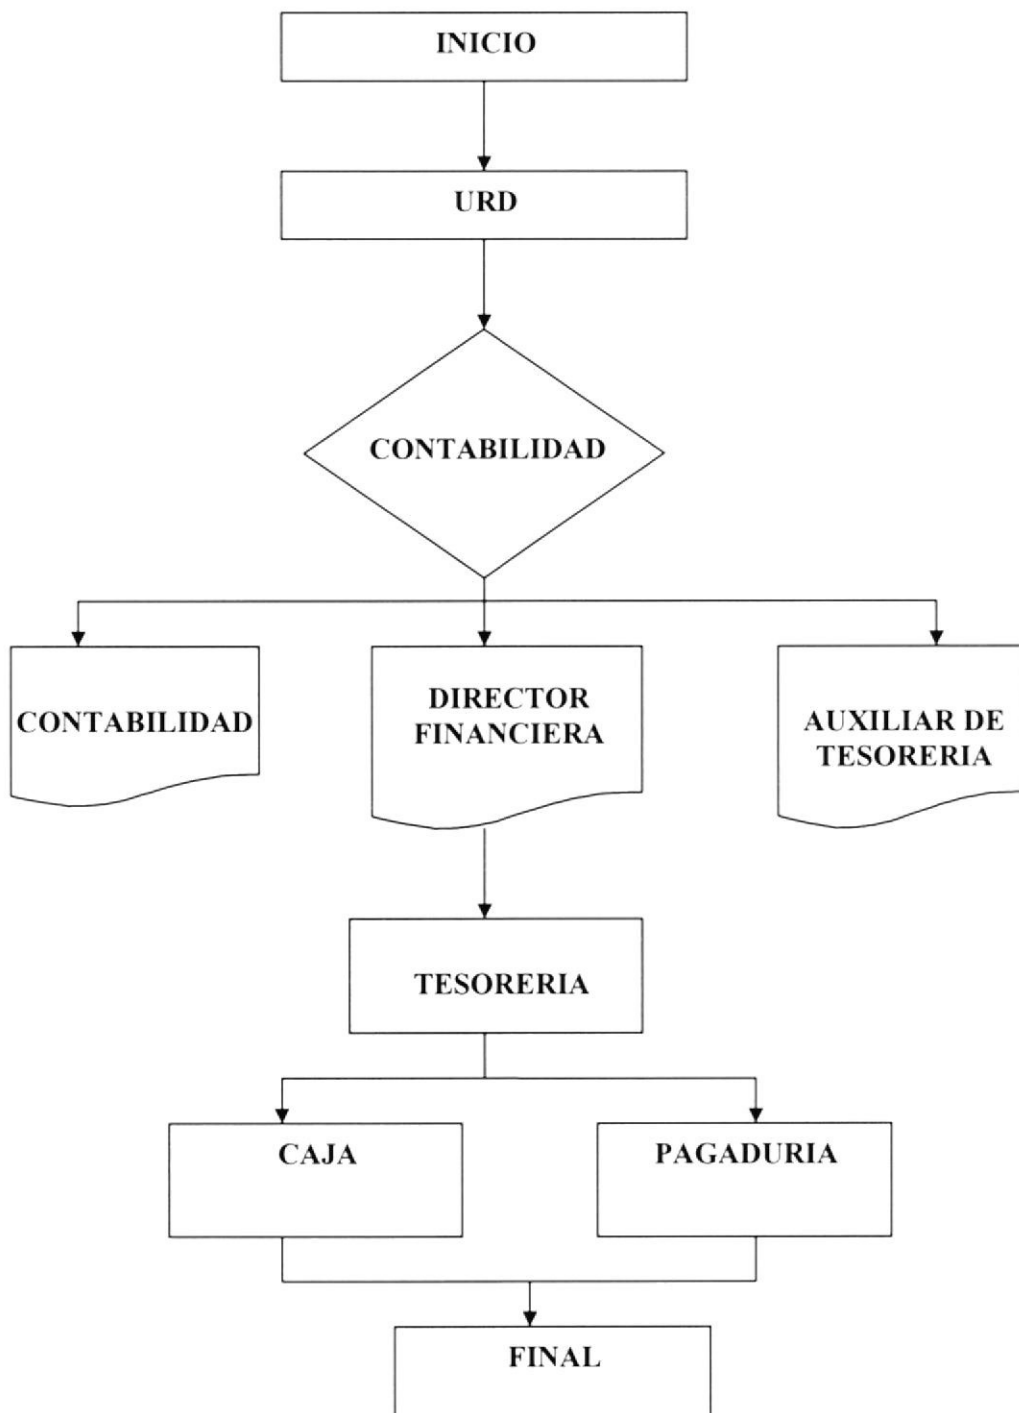 INICIO
URD
CONTABILIDAD
CONTABILIDAD
DIRECTOR
FINANCIERA
AUXILIAR DE
TESORERIA
TESORERIA
CAJA
PAGADURIA
FINAL